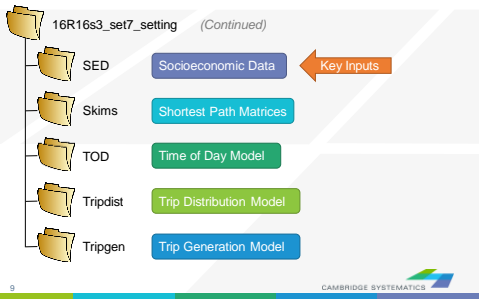 16R16s3_set7_setting (Continued)
SED Socioeconomic Data Key Inputs
Skims Shortest Path Matrices
TOD Time of Day Model
Tripdist Trip Distribution Model
Tripgen Trip Generation Model
9 CAMBRIDGE SYSTEMATICS